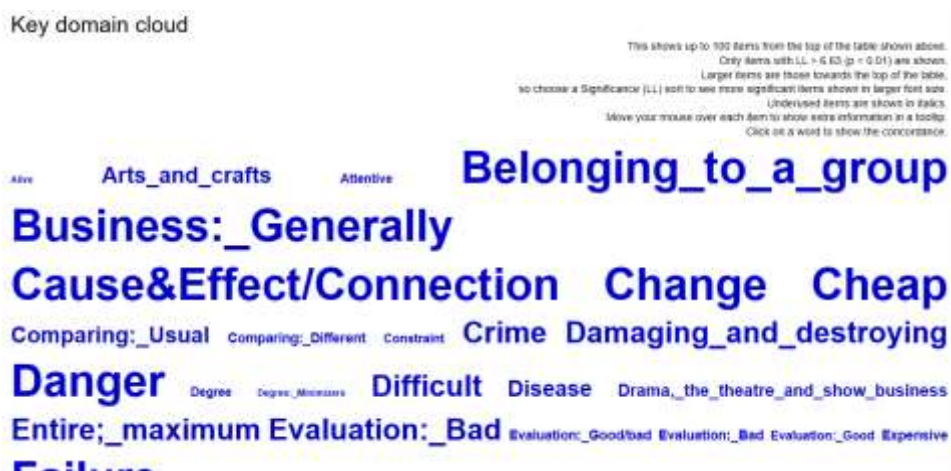 Key domain cloud
This shows up to 100 items from the top of the table shown above.
Only items with LL > 6.63 (p < 0.01) are shown.
Larger items are those towards the top of the table,
so choose a Significance (LL) sort to see more significant items shown in larger font size.
Underused items are shown in italics.
Move your mouse over each item to show extra information in a tooltip.
Click on a word to show the concordance.
Alive Arts_and_crafts Attentive Belonging_to_a_group
Business:_Generally
Cause&Effect/Connection Change Cheap
Comparing:_Usual Comparing:_Different Constraint Crime Damaging_and_destroying
Danger Degree Degree:_Minimizers Difficult Disease Drama,_the_theatre_and_show_business
Entire;_maximum Evaluation:_Bad Evaluation:_Good/bad Evaluation:_Bad Evaluation:_Good Expensive
Failure